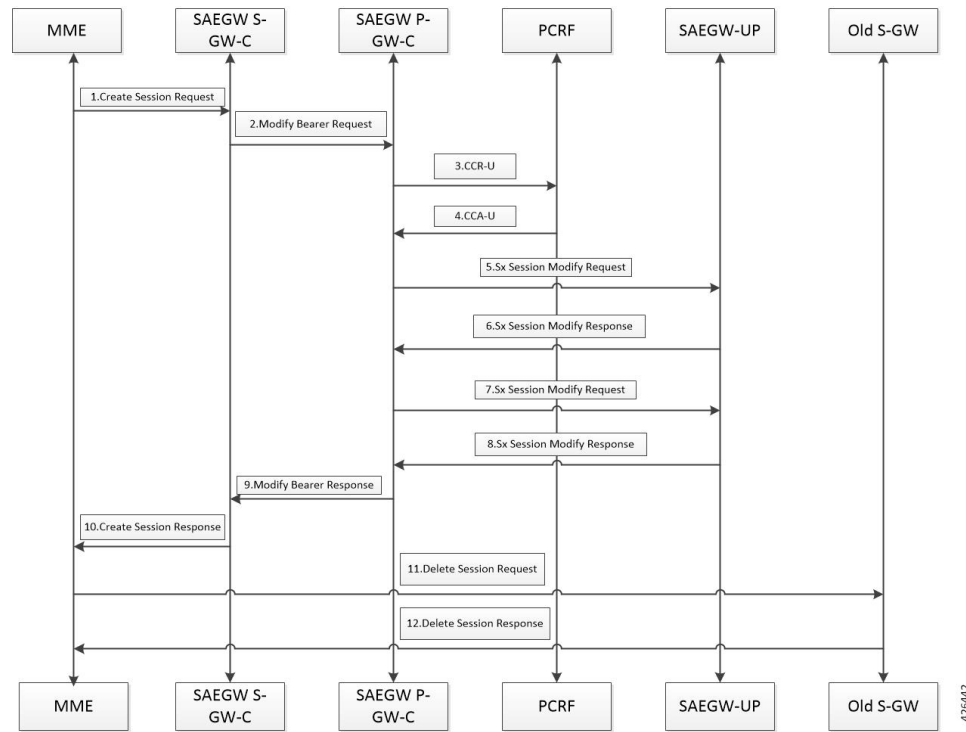 MME
SAEGW S-
GW-C
SAEGW P-
GW-C
PCRF
SAEGW-UP
Old S-GW
1.Create Session Request
2.Modify Bearer Request
3.CCR-U
4.CCA-U
5.Sx Session Modify Request
6.Sx Session Modify Response
7.Sx Session Modify Request
8.Sx Session Modify Response
9.Modify Bearer Response
10.Create Session Response
11.Delete Session Request
12.Delete Session Response
MME
SAEGW S-
GW-C
SAEGW P-
GW-C
PCRF
SAEGW-UP
Old S-GW
426442